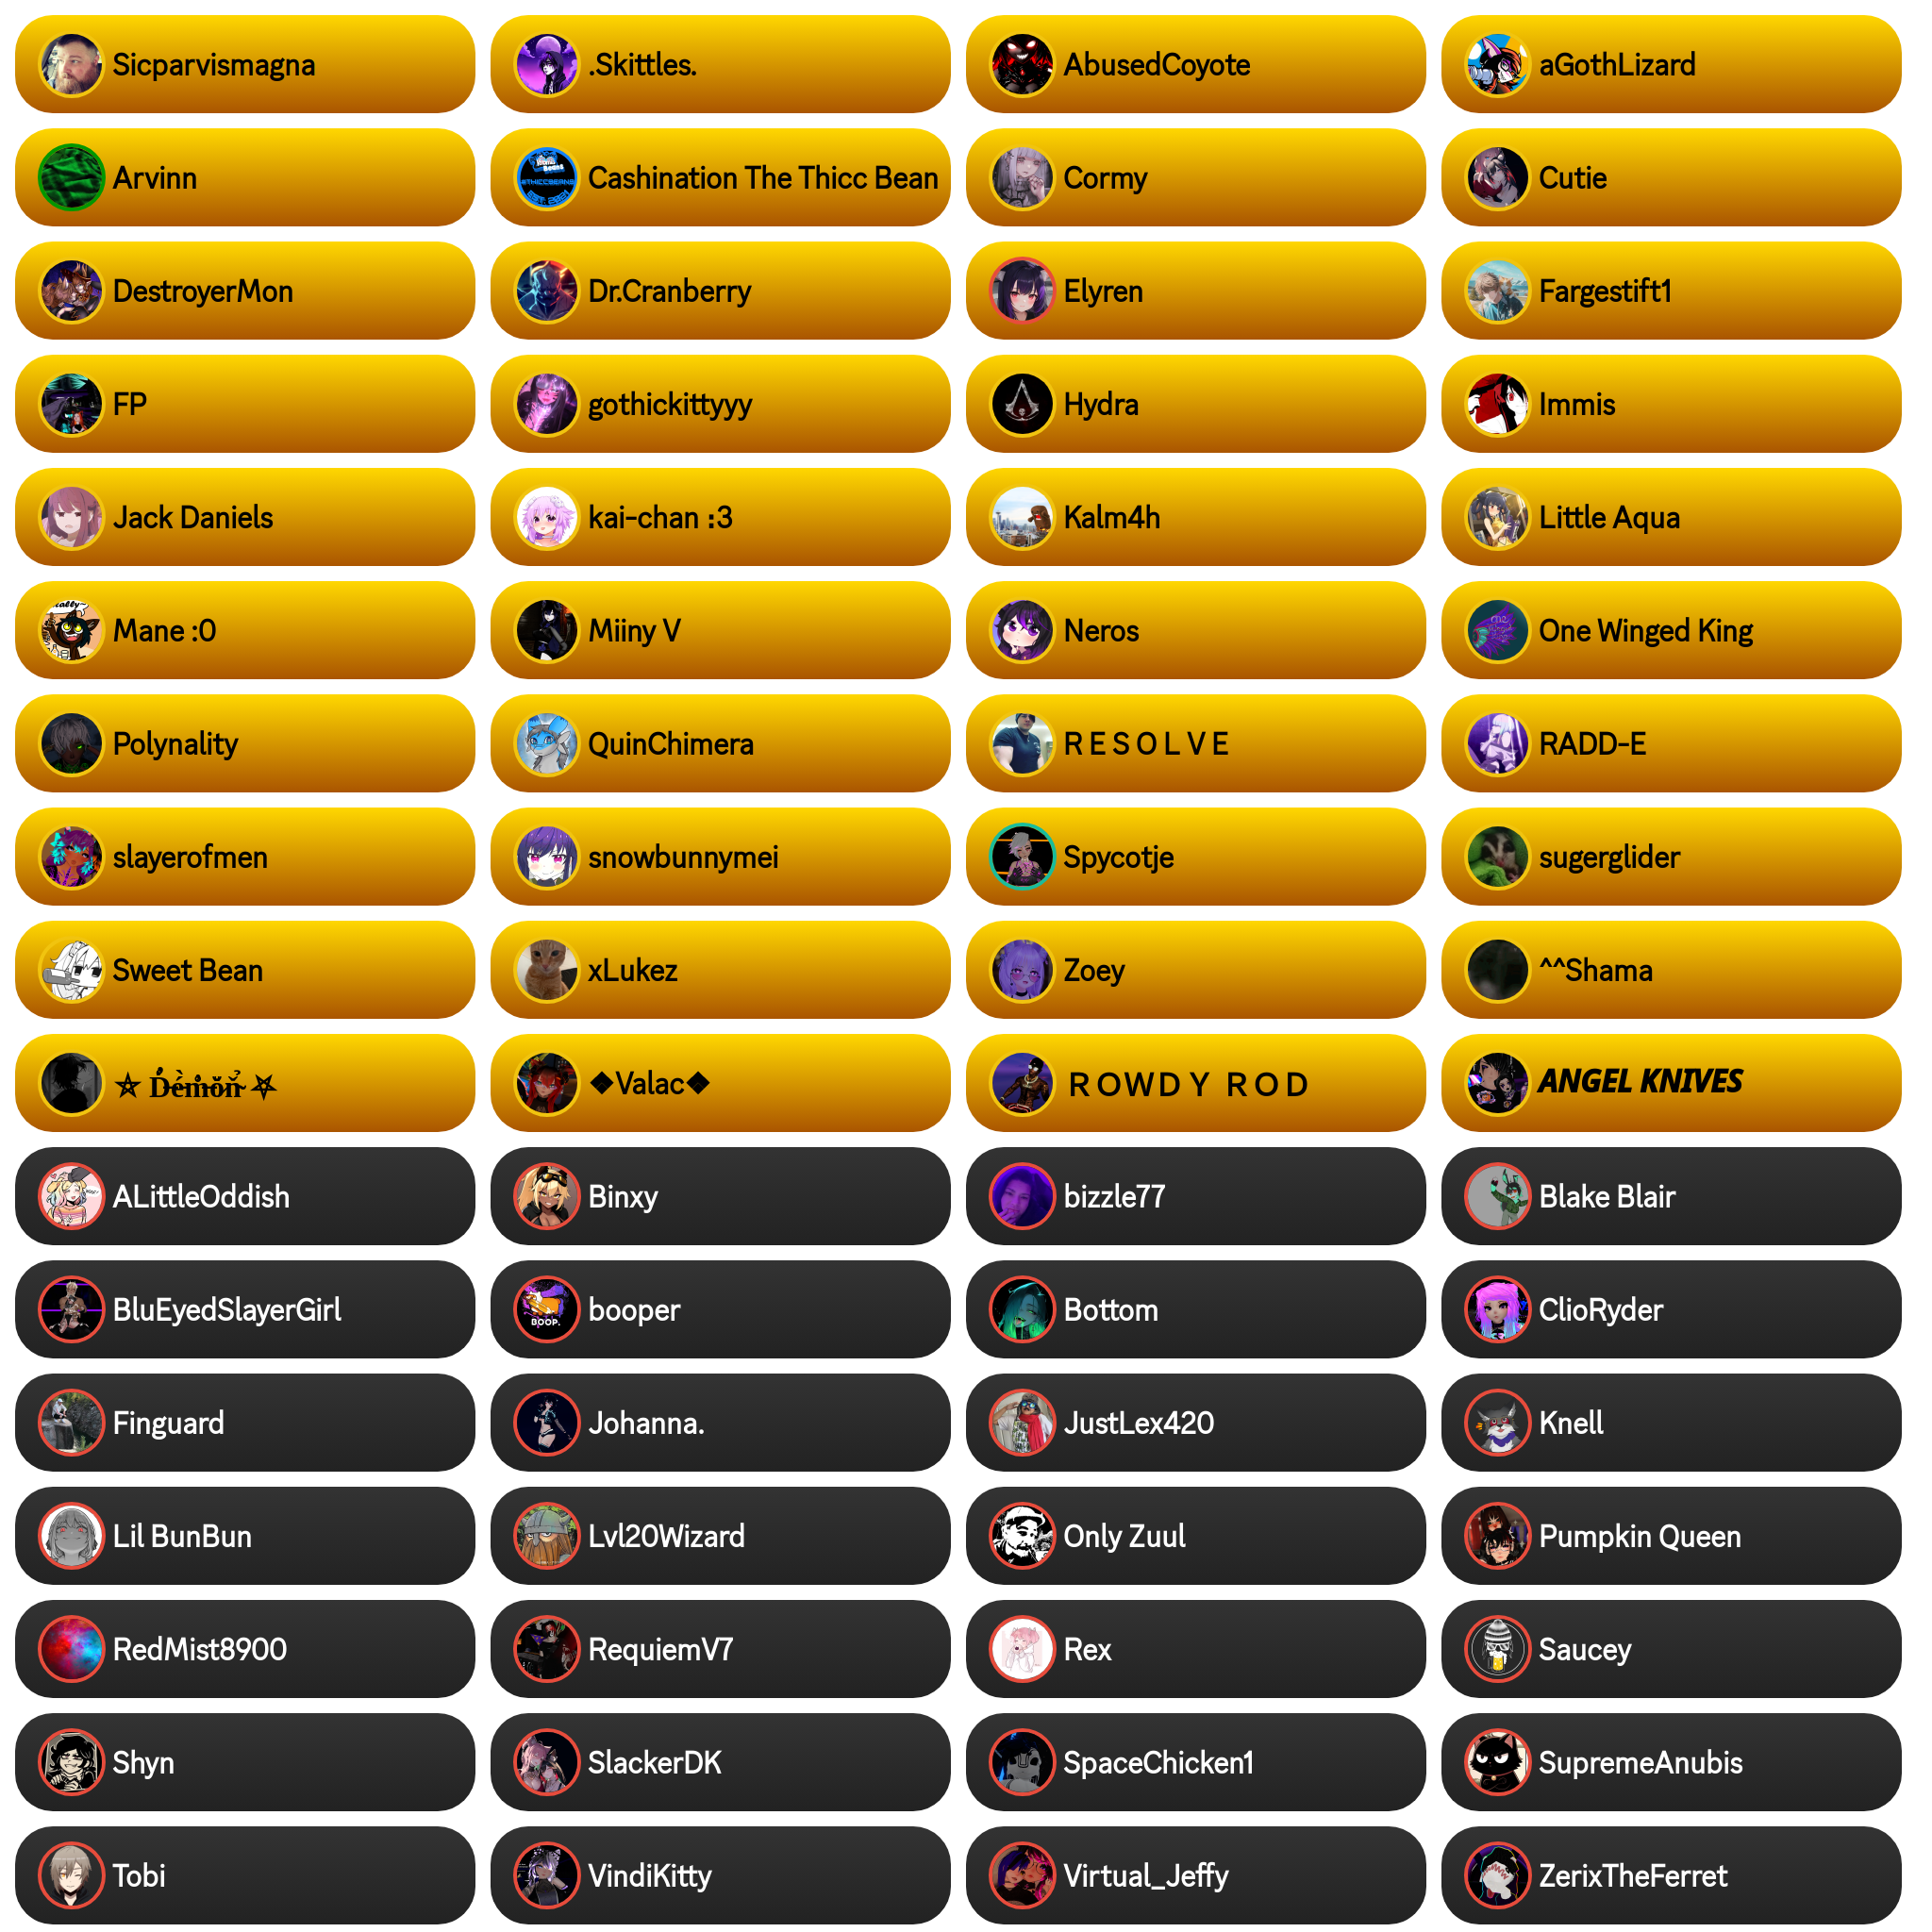 Sicparvismagna
.Skittles.
AbusedCoyote
aGothLizard
Arvinn
Cashination The Thicc Bean
Cormy
Cutie
DestroyerMon
Dr.Cranberry
Elyren
Fargestift1
FP
gothickittyyy
Hydra
Immis
Jack Daniels
kai-chan :3
Kalm4h
Little Aqua
Mane :0
Miiny V
Neros
One Winged King
Polynality
QuinChimera
R E S O L V E
RADD-E
slayerofmen
snowbunnymei
Spycotje
sugerglider
Sweet Bean
xLukez
Zoey
^^Shama
⛤ D̴è̴m̴o̴n̴ ⛧
❖Valac❖
ＲＯＷＤＹ ＲＯＤ
ANGEL KNIVES
ALittleOddish
Binxy
bizzle77
Blake Blair
BluEyedSlayerGirl
BOOP.
booper
Bottom
ClioRyder
Finguard
Johanna.
JustLex420
Knell
Lil BunBun
Lvl20Wizard
Only Zuul
Pumpkin Queen
RedMist8900
RequiemV7
Rex
Saucey
Shyn
SlackerDK
SpaceChicken1
SupremeAnubis
Tobi
VindiKitty
Virtual_Jeffy
ZerixTheFerret